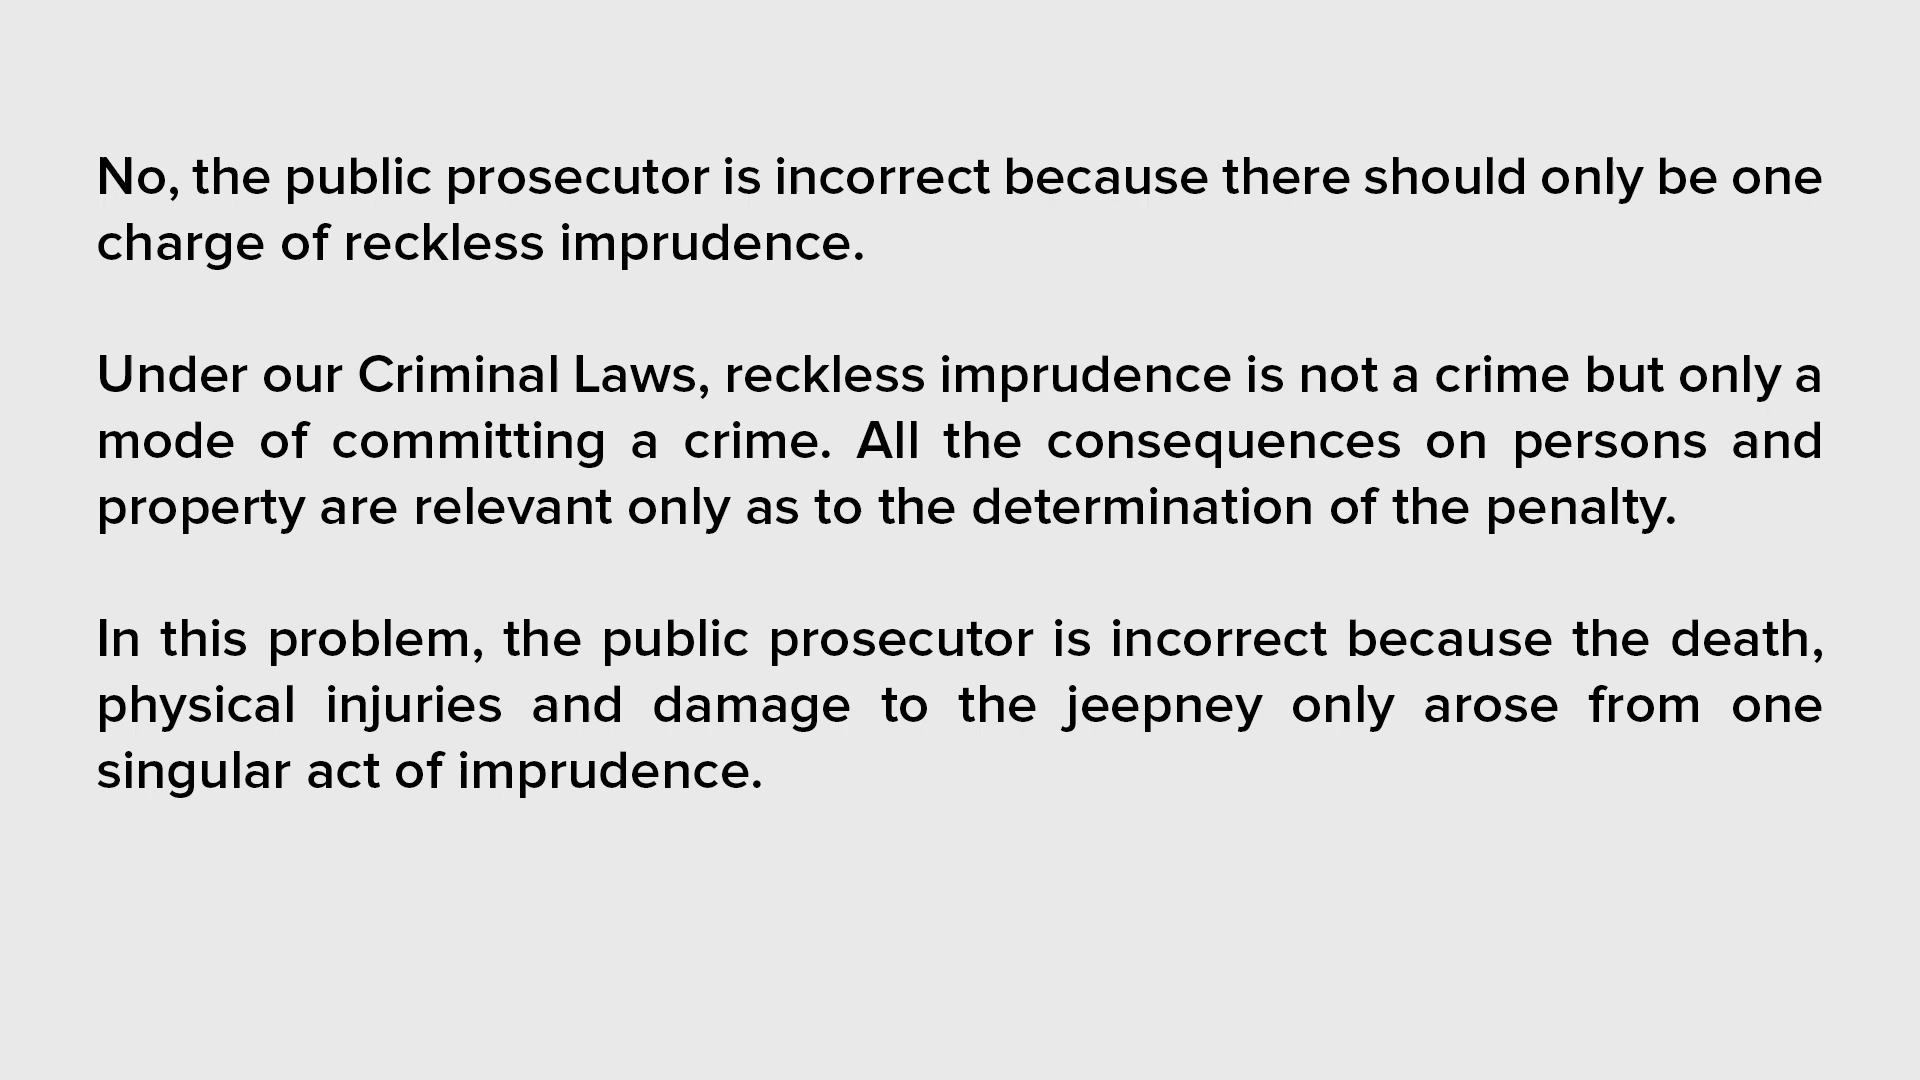 No, the public prosecutor is incorrect because there should only be one
charge of reckless imprudence.
Under our Criminal Laws, reckless imprudence is not a crime but only a
mode of committing a crime. All the consequences on persons and
property are relevant only as to the determination of the penalty.
In this problem, the public prosecutor is incorrect because the death,
physical injuries and damage to the jeepney only arose from one
singular act of imprudence.